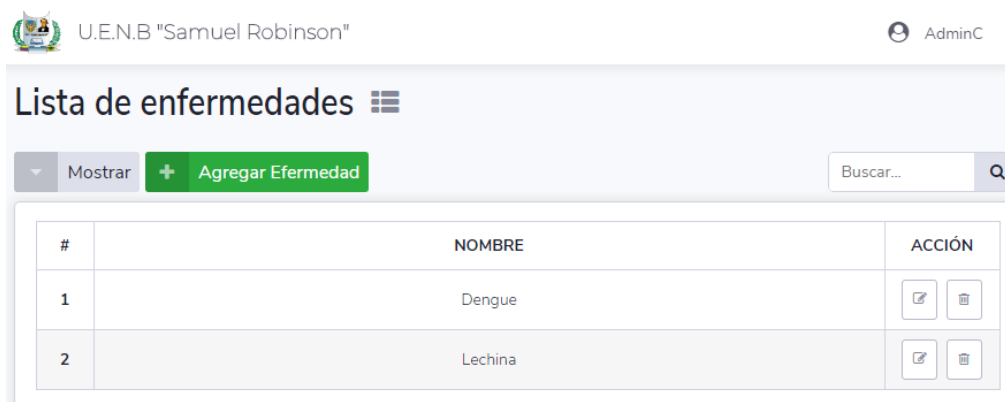 U.E.N.B "Samuel Robinson"
AdminC
Lista de enfermedades
Mostrar
Agregar Efermedad
Buscar...
# NOMBRE ACCIÓN
1 Dengue
2 Lechina